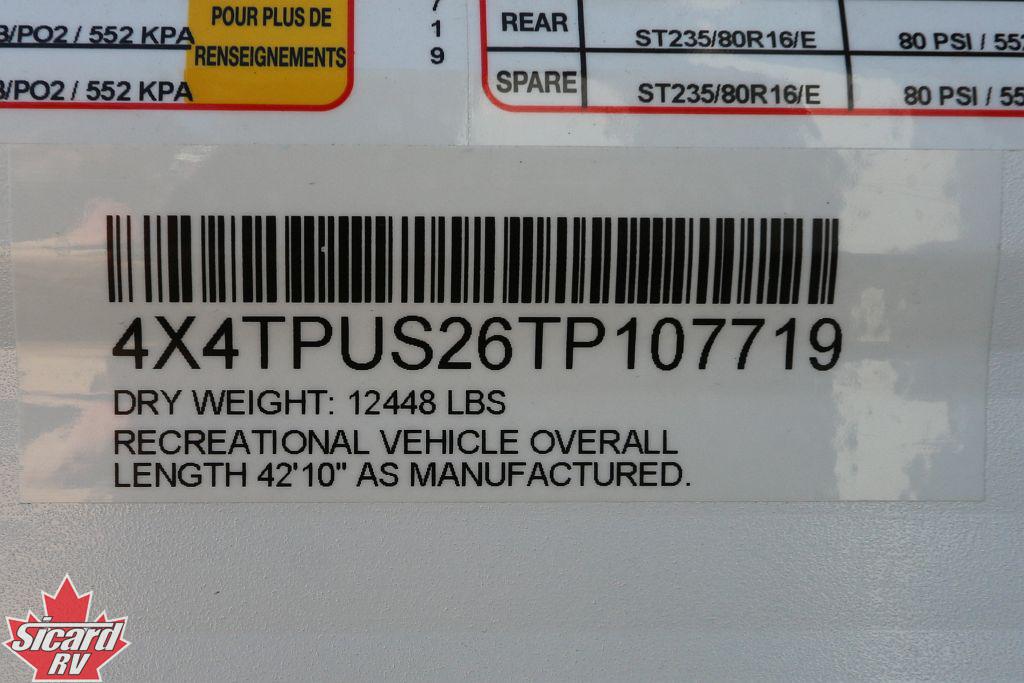 B/PO2 / 552 KPA
B/PO2 / 552 KPA
POUR PLUS DE
RENSEIGNEMENTS
7
1
9
REAR ST235/80R16/E 80 PSI / 552
SPARE ST235/80R16/E 80 PSI / 55
4X4TPUS26TP107719
DRY WEIGHT: 12448 LBS
RECREATIONAL VEHICLE OVERALL
LENGTH 42'10" AS MANUFACTURED.
Sicard
RV